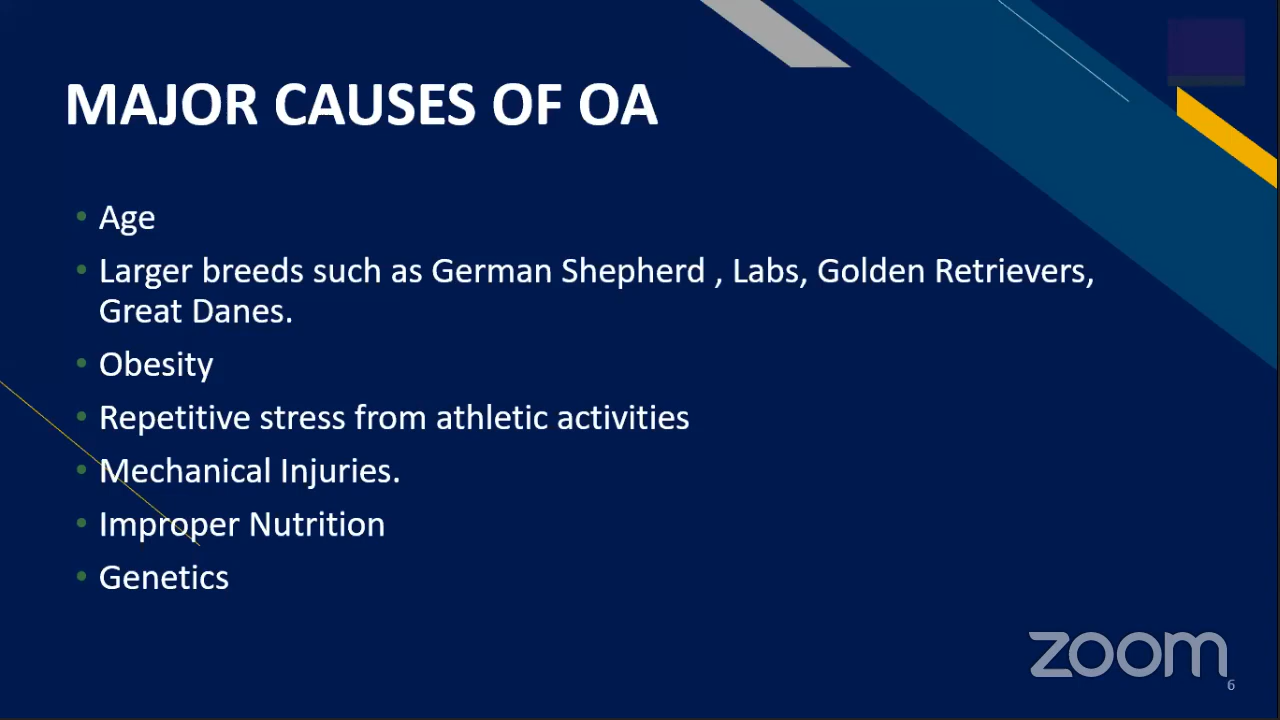 MAJOR CAUSES OF OA
• Age
• Larger breeds such as German Shepherd , Labs, Golden Retrievers,
Great Danes.
• Obesity
• Repetitive stress from athletic activities
• Mechanical Injuries.
• Improper Nutrition
• Genetics
zoom
6